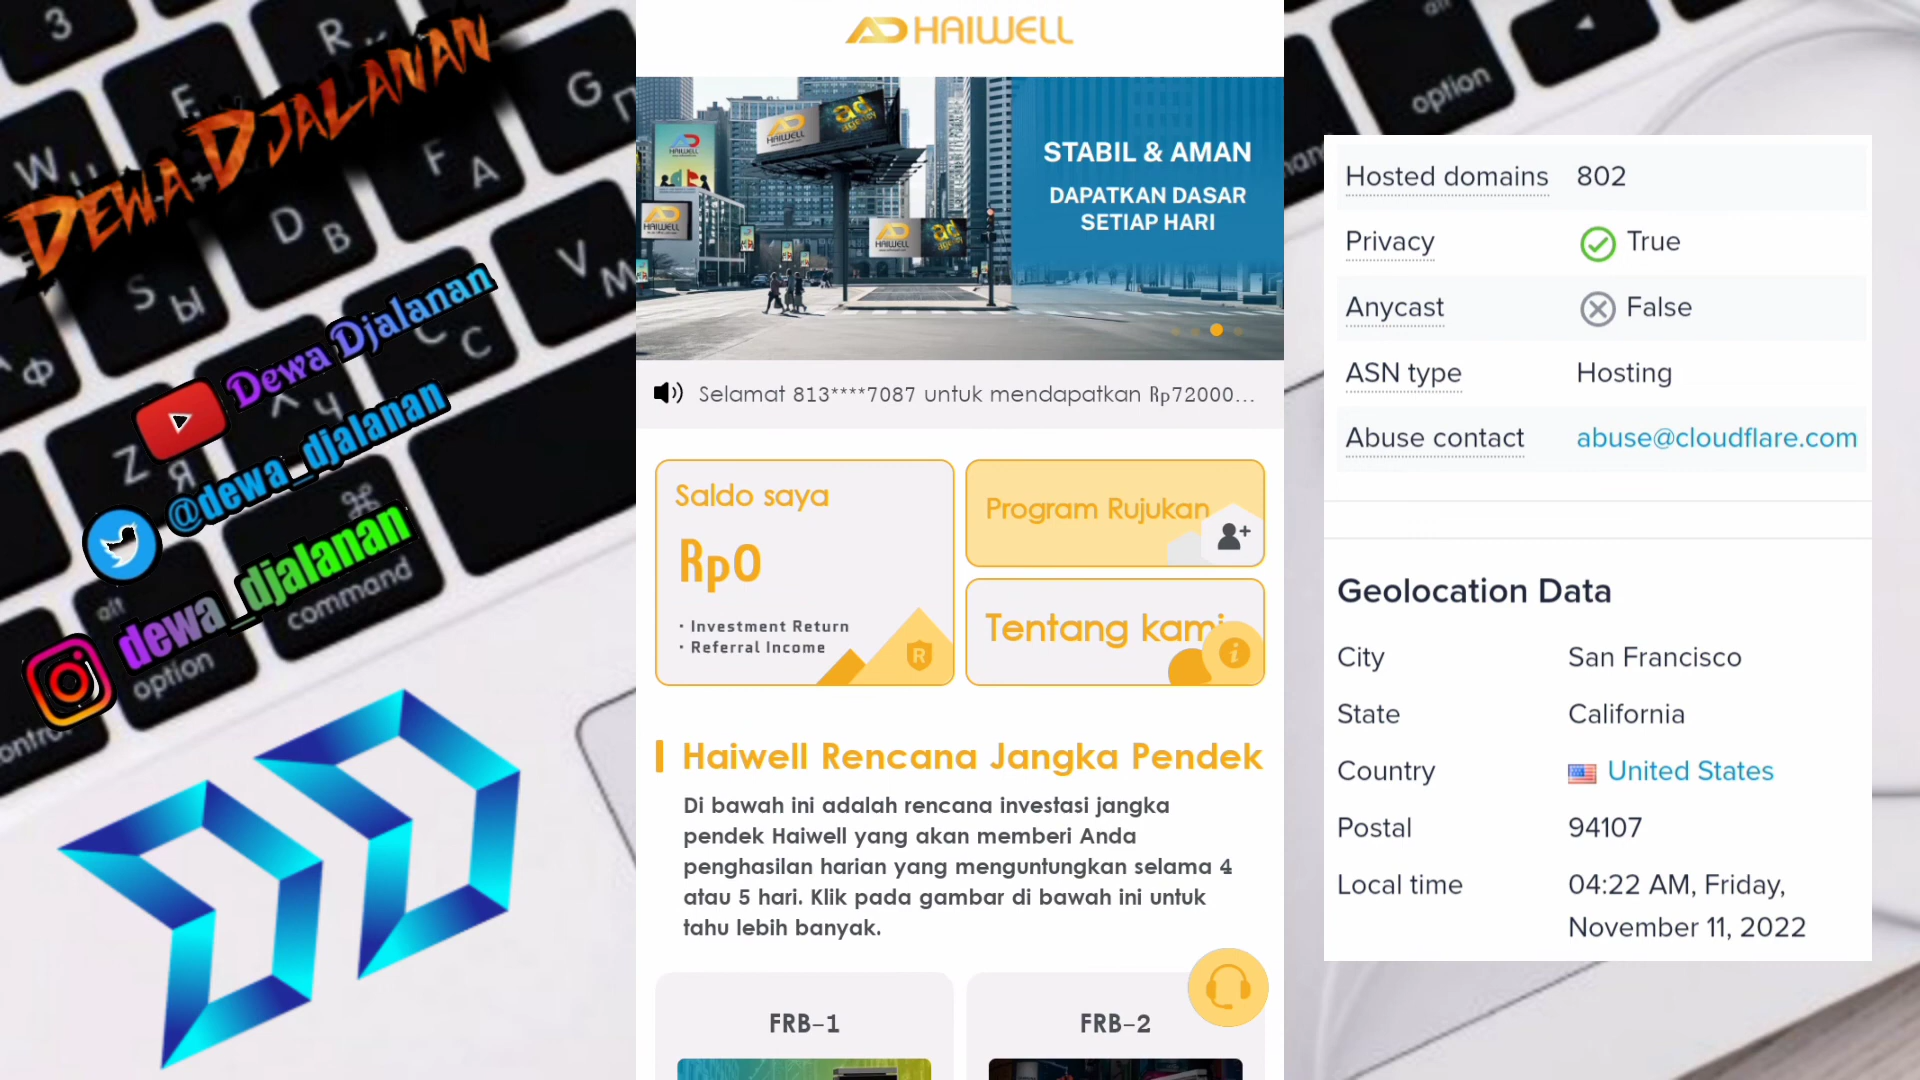 DEWA DJALANAN
Dewa Djalanan
@dewa_djalanan
dewa_djalanan
alt
option
command
AD HAIWELL
STABIL & AMAN
DAPATKAN DASAR
SETIAP HARI
Selamat 813****7087 untuk mendapatkan Rp72000...
Saldo saya
Rp0
• Investment Return
• Referral Income
Program Rujukan
Tentang kami
Haiwell Rencana Jangka Pendek
Di bawah ini adalah rencana investasi jangka
pendek Haiwell yang akan memberi Anda
penghasilan harian yang menguntungkan selama 4
atau 5 hari. Klik pada gambar di bawah ini untuk
tahu lebih banyak.
FRB-1
FRB-2
option
Hosted domains 802
Privacy True
Anycast False
ASN type Hosting
Abuse contact abuse@cloudflare.com
Geolocation Data
City San Francisco
State California
Country United States
Postal 94107
Local time 04:22 AM, Friday,
November 11, 2022